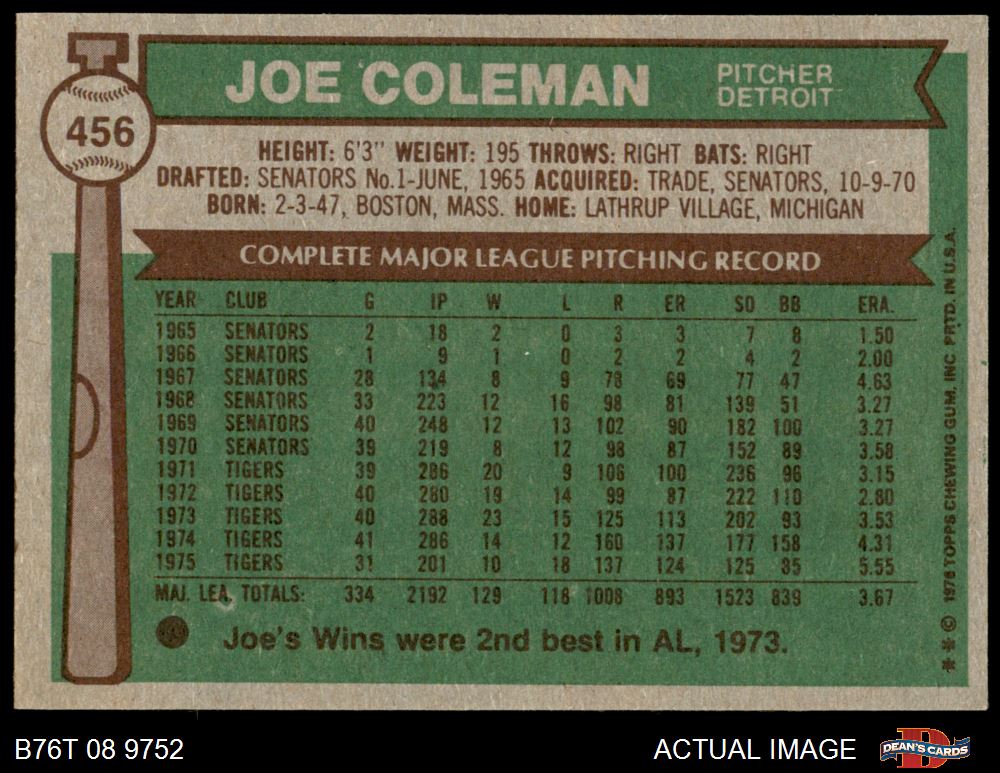 JOE COLEMAN
PITCHER
DETROIT
456
HEIGHT: 6'3" WEIGHT: 195 THROWS: RIGHT BATS: RIGHT
DRAFTED: SENATORS No.1-JUNE, 1965 ACQUIRED: TRADE, SENATORS, 10-9-70
BORN: 2-3-47, BOSTON, MASS. HOME: LATHRUP VILLAGE, MICHIGAN
COMPLETE MAJOR LEAGUE PITCHING RECORD
YEAR CLUB G IP W L R ER SO BB ERA.
1965 SENATORS 2 18 2 0 3 3 7 8 1.50
1966 SENATORS 1 9 1 0 2 2 4 2 2.00
1967 SENATORS 28 134 8 9 73 69 77 47 4.63
1968 SENATORS 33 223 12 16 98 81 139 51 3.27
1969 SENATORS 40 248 12 13 102 90 182 100 3.27
1970 SENATORS 39 219 8 12 98 87 152 89 3.58
1971 TIGERS 39 286 20 9 106 100 236 96 3.15
1972 TIGERS 40 280 19 14 99 87 222 110 2.80
1973 TIGERS 40 288 23 15 125 113 202 93 3.53
1974 TIGERS 41 286 14 12 160 137 177 158 4.31
1975 TIGERS 31 201 10 18 137 124 125 85 5.55
MAJ. LEA. TOTALS: 334 2192 129 118 1008 893 1523 839 3.67
Joe's Wins were 2nd best in AL, 1973.
** © 1976 TOPPS CHEWING GUM, INC PRTD. IN U.S.A.
B76T 08 9752
ACTUAL IMAGE
DEAN'S CARDS